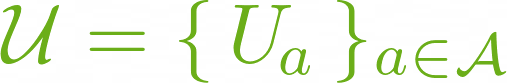 𝒰 = { U_a }_{a∈𝒜}